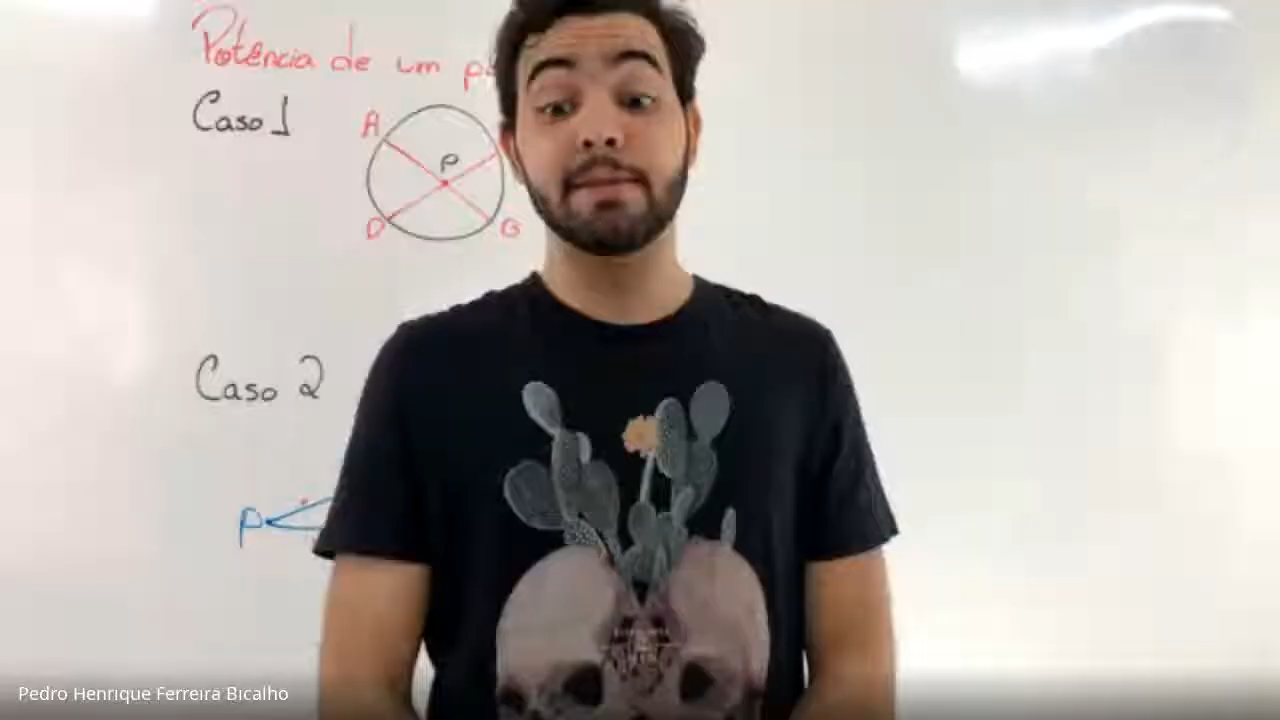 Potência de um
Caso 1
A
P
D
B
Caso 2
P
Pedro Henrique Ferreira Bicalho